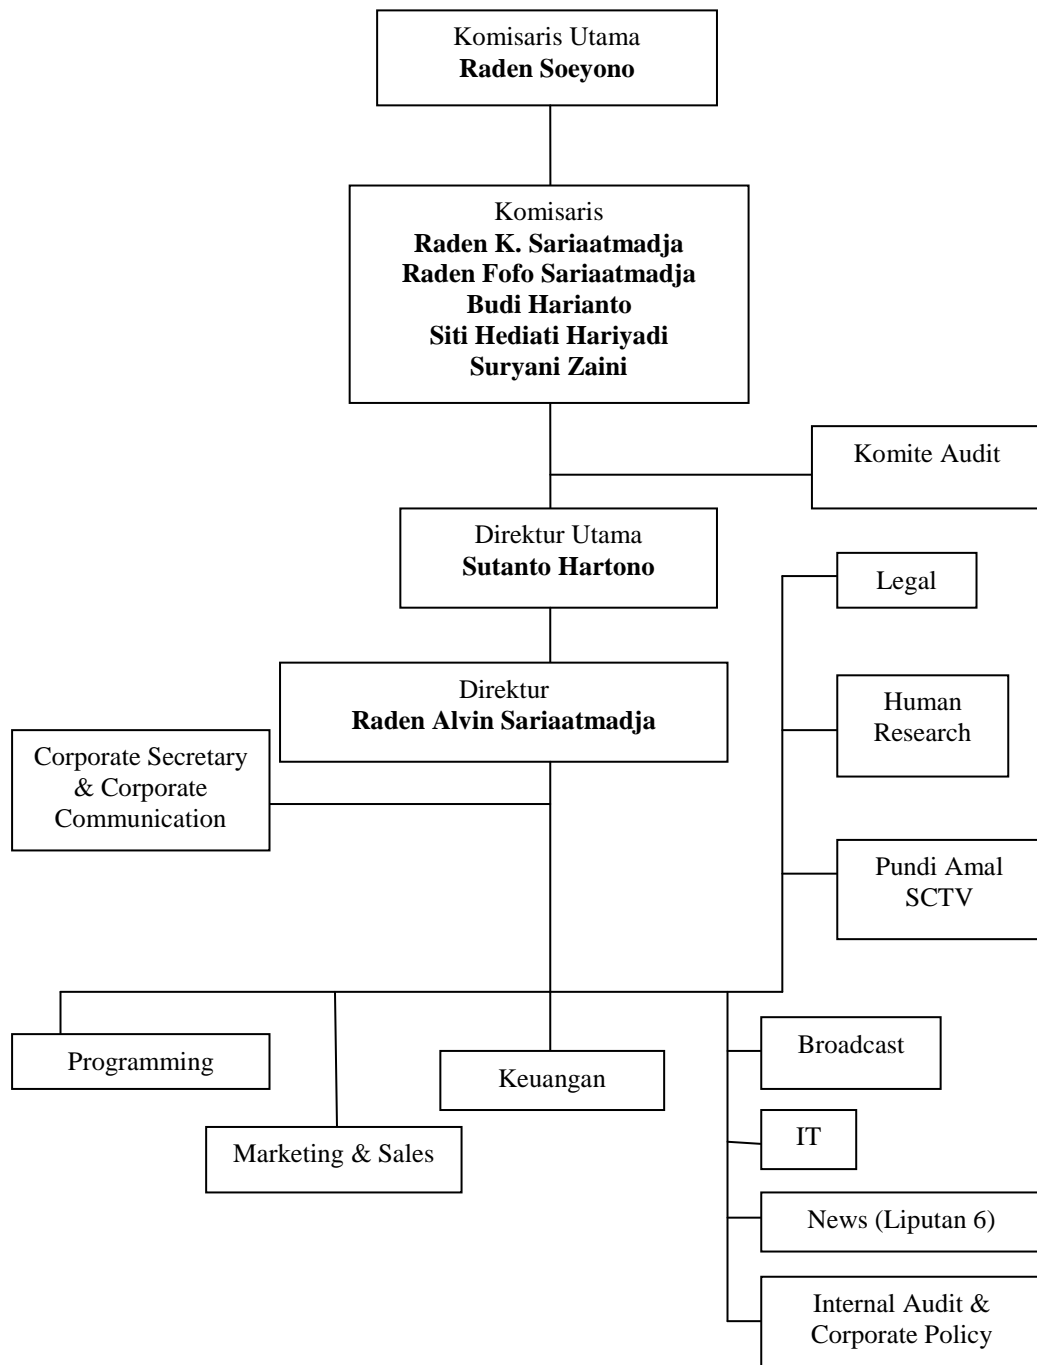 Komisaris Utama
Raden Soeyono
Komisaris
Raden K. Sariaatmadja
Raden Fofo Sariaatmadja
Budi Harianto
Siti Hediati Hariyadi
Suryani Zaini
Komite Audit
Direktur Utama
Sutanto Hartono
Legal
Direktur
Raden Alvin Sariaatmadja
Human
Research
Corporate Secretary
& Corporate
Communication
Pundi Amal
SCTV
Programming
Marketing & Sales
Keuangan
Broadcast
IT
News (Liputan 6)
Internal Audit &
Corporate Policy